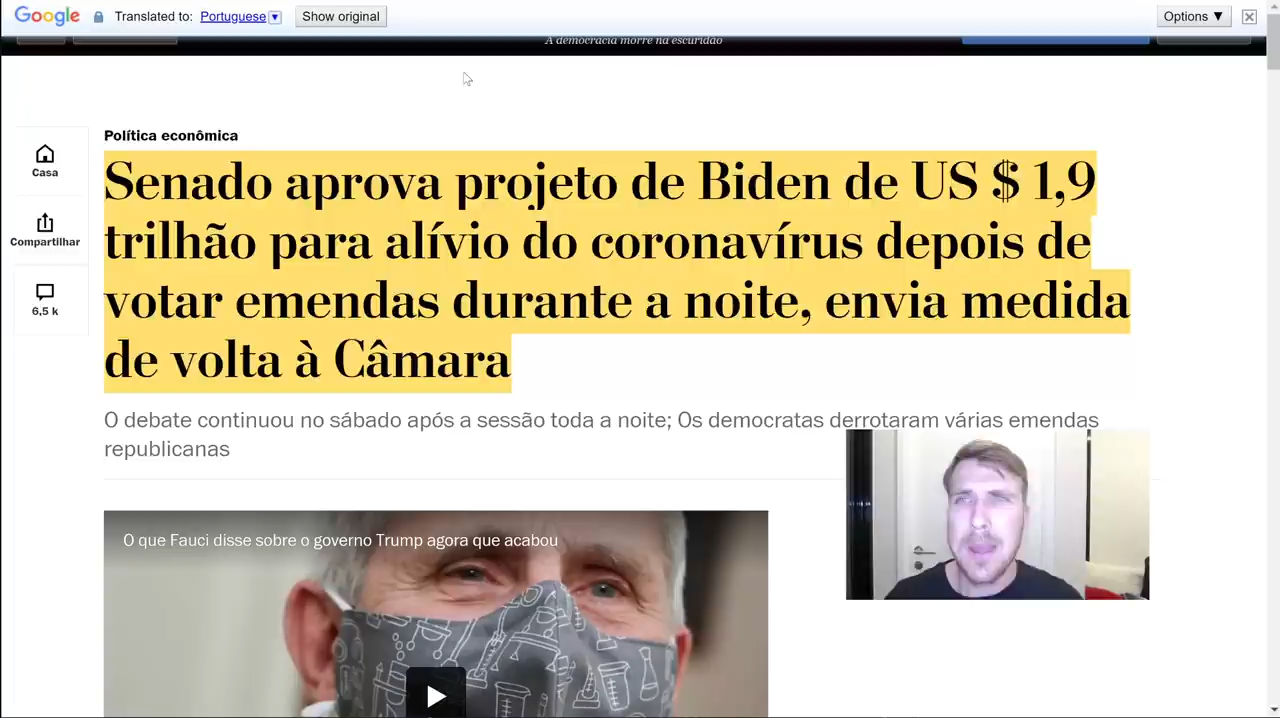 Google Translated to: Portuguese ▼ Show original Options ▼
A democracia morre na escuridão
Política econômica
Senado aprova projeto de Biden de US $ 1,9
trilhão para alívio do coronavírus depois de
votar emendas durante a noite, envia medida
de volta à Câmara
Casa
Compartilhar
6,5 k
O debate continuou no sábado após a sessão toda a noite; Os democratas derrotaram várias emendas
republicanas
O que Fauci disse sobre o governo Trump agora que acabou